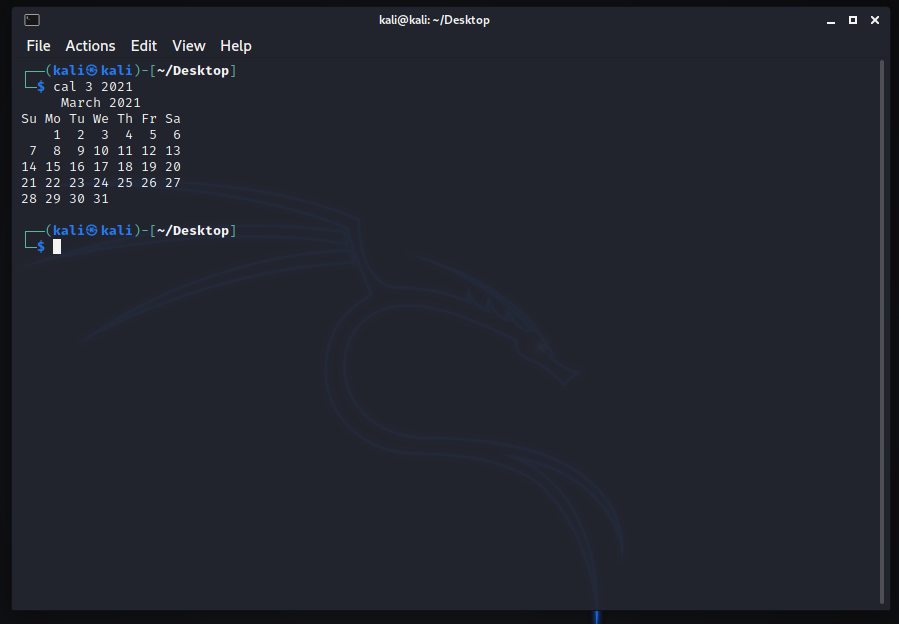 kali@kali: ~/Desktop
File Actions Edit View Help
┌──(kali㉿kali)-[~/Desktop]
└─$ cal 3 2021
     March 2021
Su Mo Tu We Th Fr Sa
    1  2  3  4  5  6
 7  8  9 10 11 12 13
14 15 16 17 18 19 20
21 22 23 24 25 26 27
28 29 30 31
┌──(kali㉿kali)-[~/Desktop]
└─$